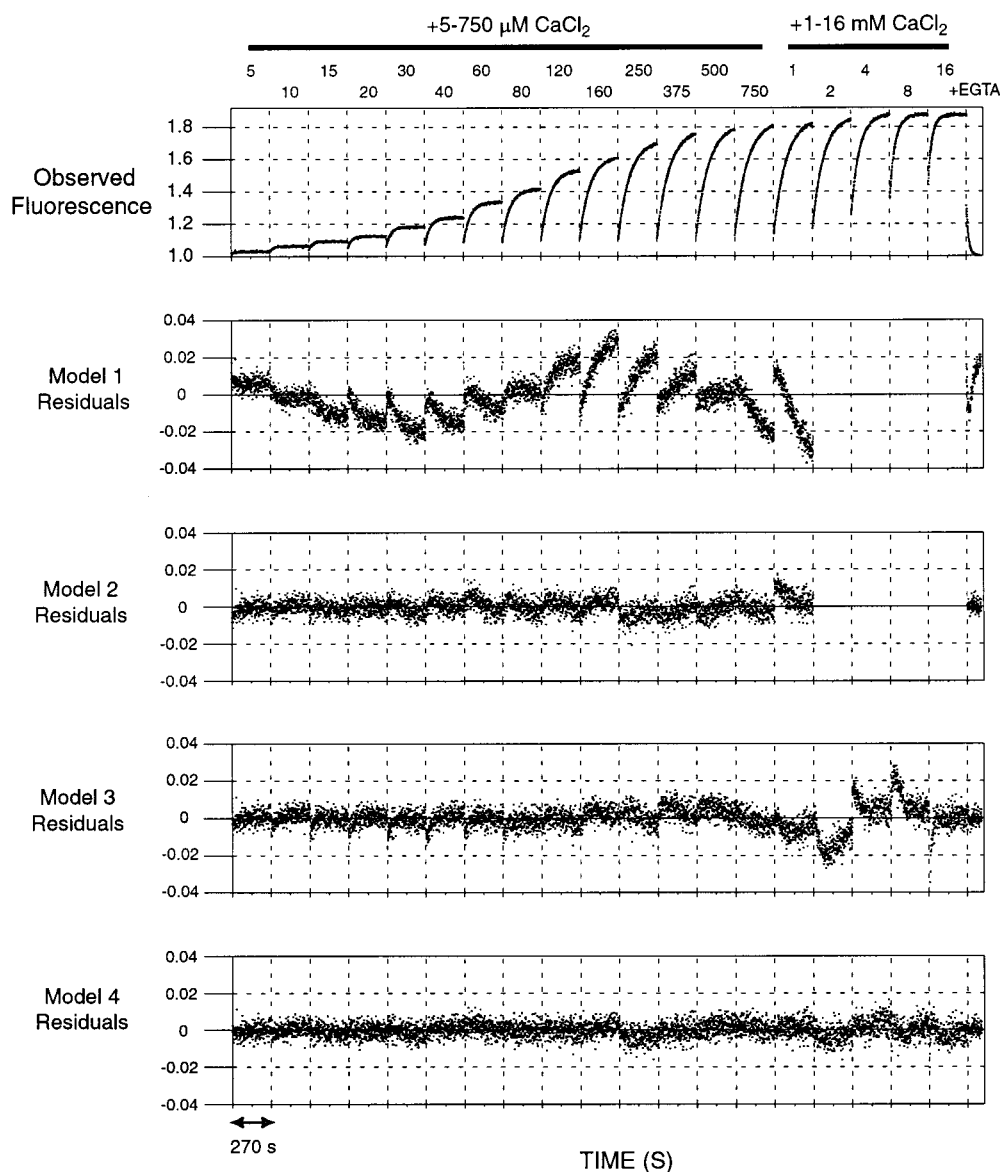 +5-750 μM CaCl2
+1-16 mM CaCl2
5 15 30 60 120 250 500 1 4 16
10 20 40 80 160 375 750 2 8 +EGTA
Observed
Fluorescence
1.8
1.6
1.4
1.2
1.0
Model 1
Residuals
0.04
0.02
0
-0.02
-0.04
Model 2
Residuals
0.04
0.02
0
-0.02
-0.04
Model 3
Residuals
0.04
0.02
0
-0.02
-0.04
Model 4
Residuals
0.04
0.02
0
-0.02
-0.04
270 s
TIME (S)